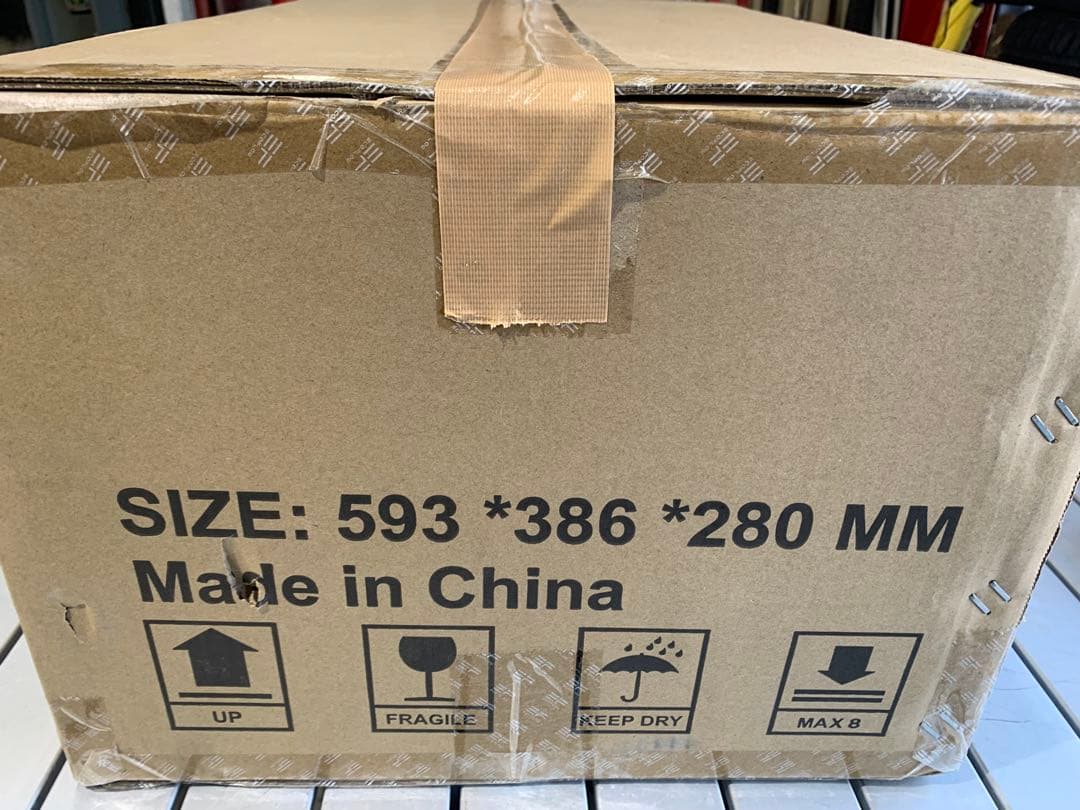 SIZE: 593 *386 *280 MM
Made in China
UP
FRAGILE
KEEP DRY
MAX 8